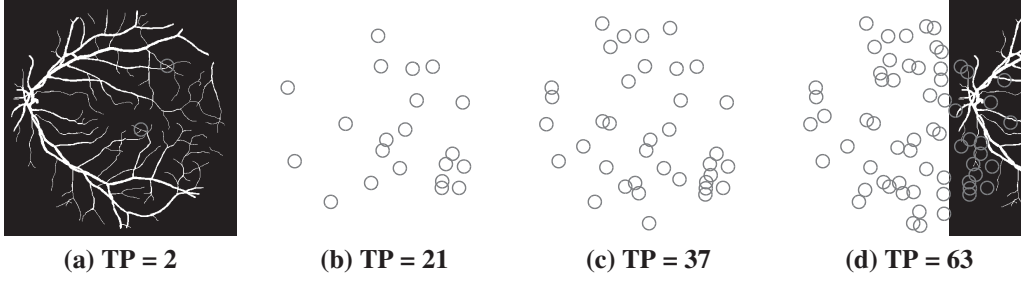 (a) TP = 2
(b) TP = 21
(c) TP = 37
(d) TP = 63